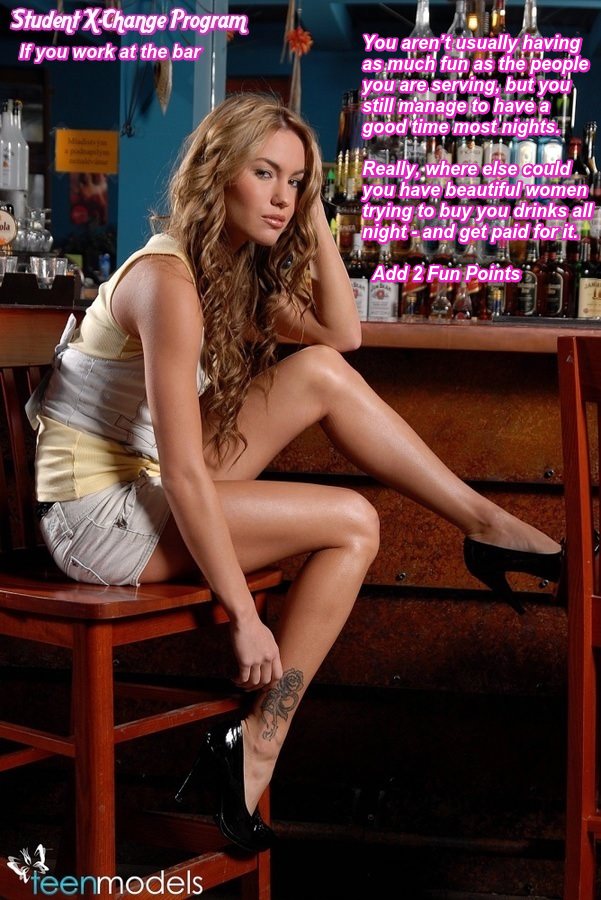 Student X-Change Program
If you work at the bar
You aren't usually having
as much fun as the people
you are serving, but you
still manage to have a
good time most nights.
Really, where else could
you have beautiful women
trying to buy you drinks all
night - and get paid for it.
Add 2 Fun Points
Mladistvým
a podnapilým
nenaléváme
teenmodels